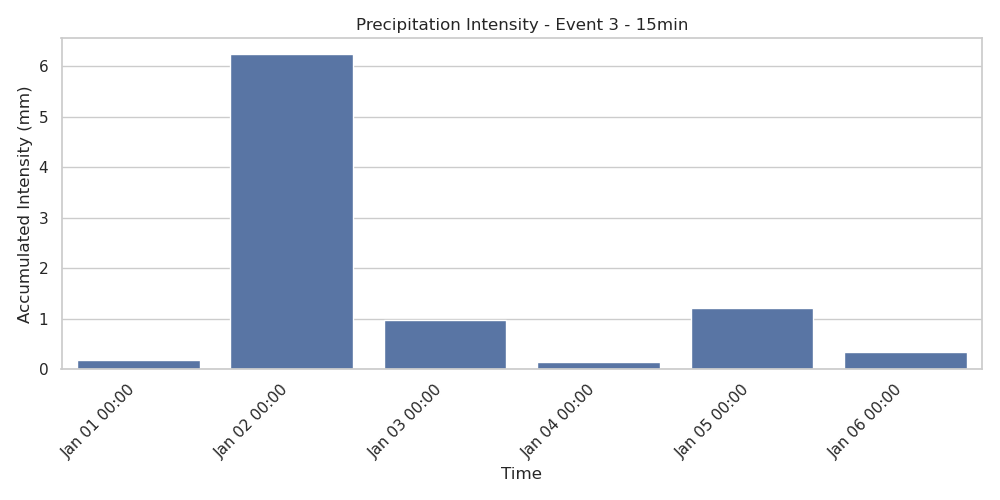 Precipitation Intensity - Event 3 - 15min
Accumulated Intensity (mm)
6
5
4
3
2
1
0
Jan 01 00:00
Jan 02 00:00
Jan 03 00:00
Jan 04 00:00
Jan 05 00:00
Jan 06 00:00
Time